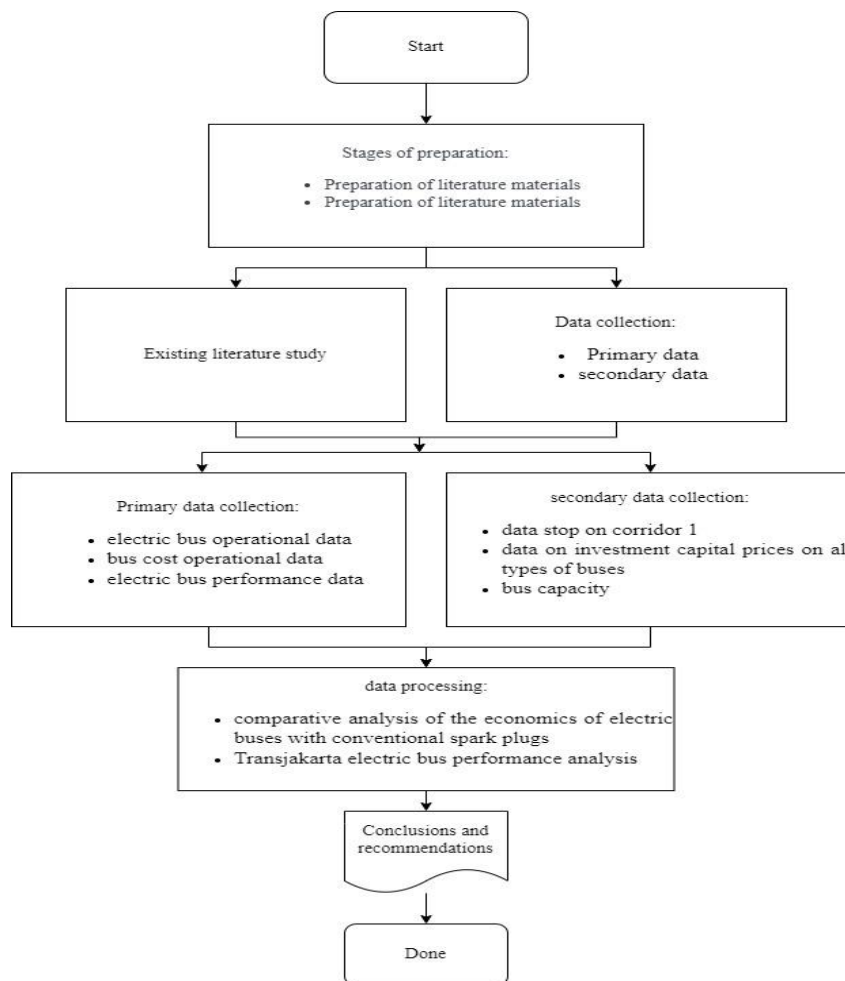 Start
Stages of preparation:
• Preparation of literature materials
• Preparation of literature materials
Existing literature study
Data collection:
• Primary data
• secondary data
Primary data collection:
• electric bus operational data
• bus cost operational data
• electric bus performance data
secondary data collection:
• data stop on corridor 1
• data on investment capital prices on al
types of buses
• bus capacity
data processing:
• comparative analysis of the economics of electric
buses with conventional spark plugs
• Transjakarta electric bus performance analysis
Conclusions and
recommendations
Done